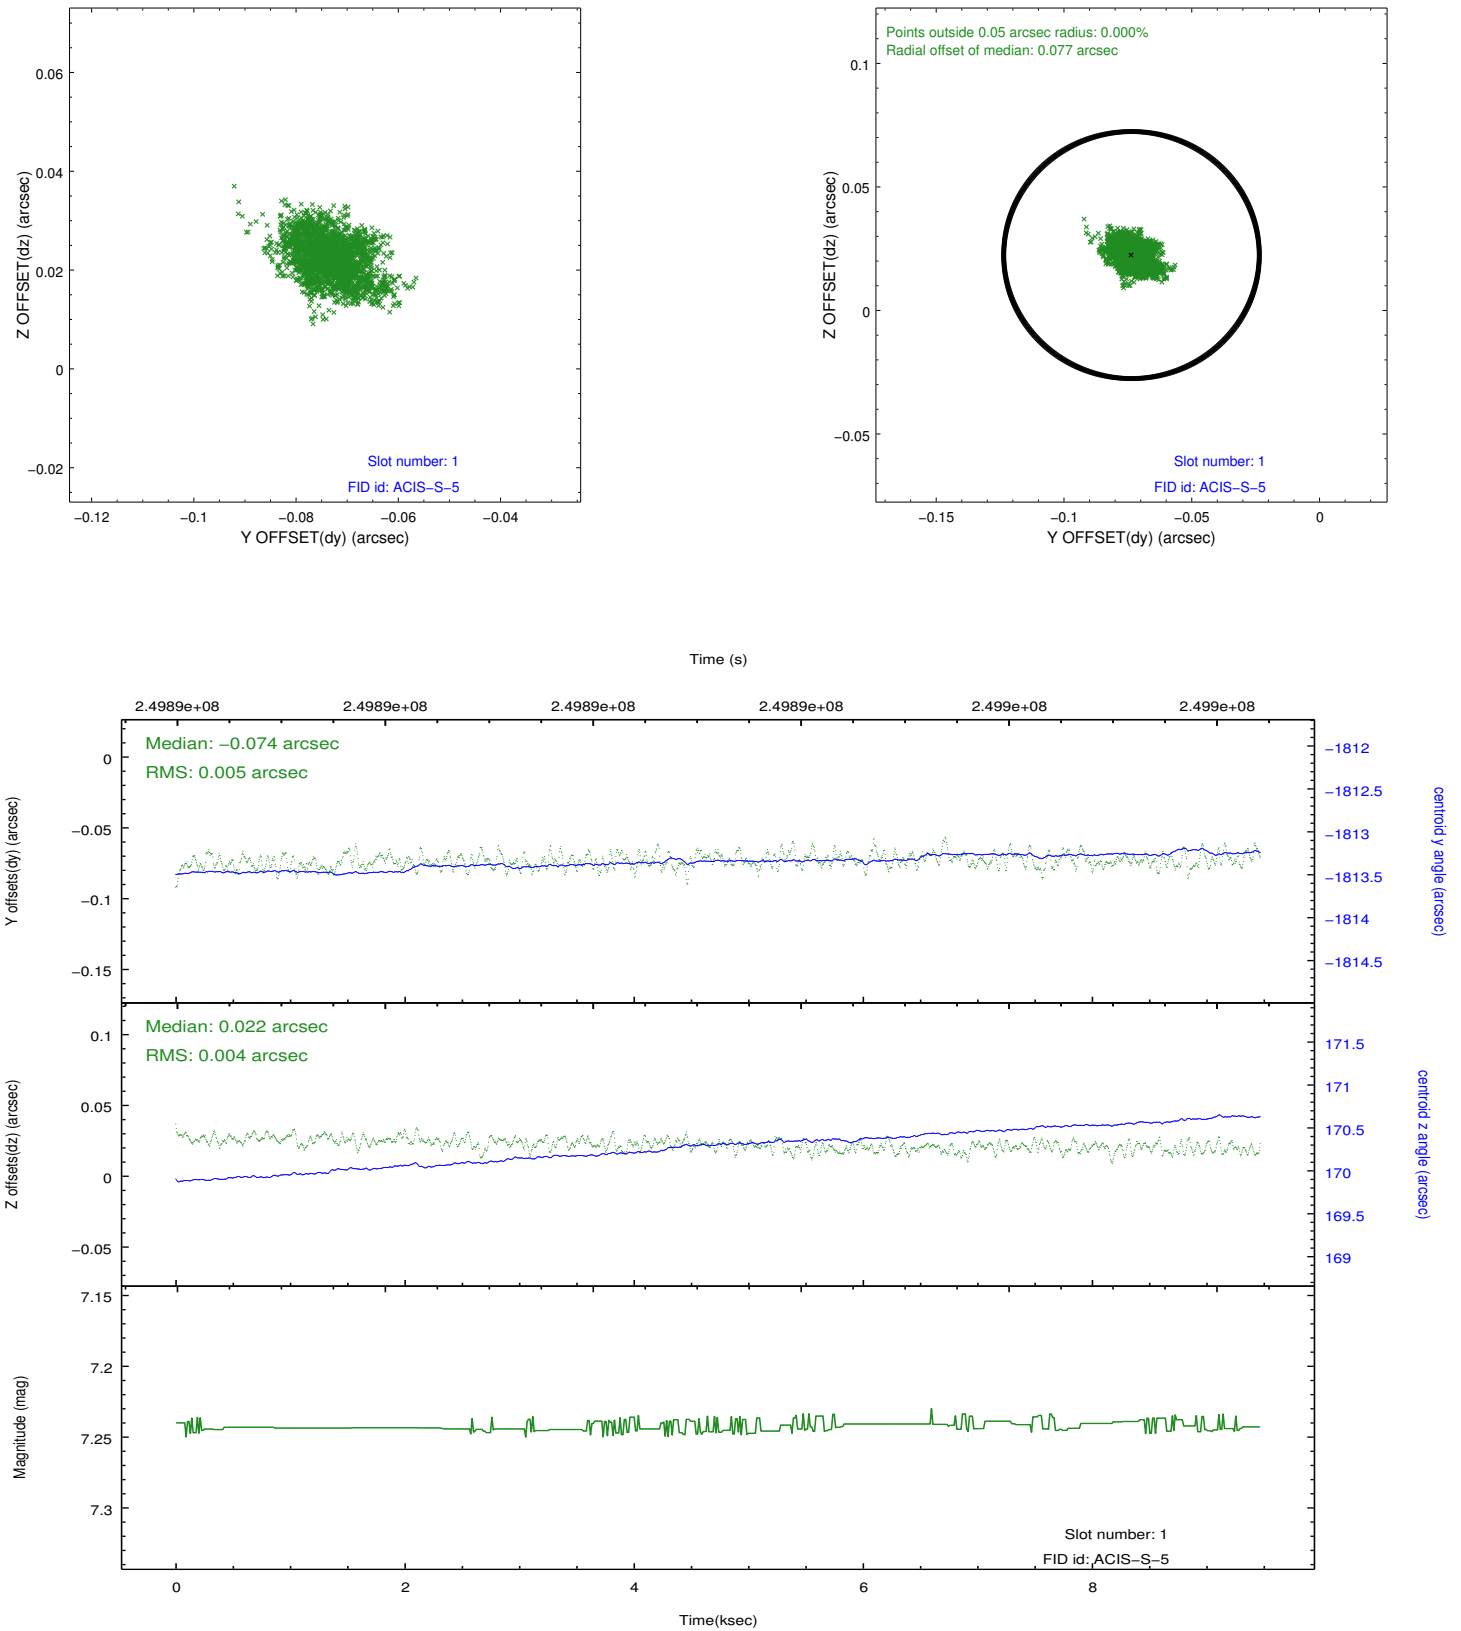 0.06
0.04
0.02
0
−0.02
Z OFFSET(dz) (arcsec)
Slot number: 1
FID id: ACIS−S−5
−0.12 −0.1 −0.08 −0.06 −0.04
Y OFFSET(dy) (arcsec)
Points outside 0.05 arcsec radius: 0.000%
Radial offset of median: 0.077 arcsec
0.1
0.05
0
−0.05
Z OFFSET(dz) (arcsec)
Slot number: 1
FID id: ACIS−S−5
−0.15 −0.1 −0.05 0
Y OFFSET(dy) (arcsec)
Time (s)
2.4989e+08 2.4989e+08 2.4989e+08 2.4989e+08 2.499e+08 2.499e+08
Median: −0.074 arcsec
RMS: 0.005 arcsec
0
−0.05
−0.1
−0.15
Y offsets(dy) (arcsec)
−1812
−1812.5
−1813
−1813.5
−1814
−1814.5
centroid y angle (arcsec)
Median: 0.022 arcsec
RMS: 0.004 arcsec
0.1
0.05
0
−0.05
Z offsets(dz) (arcsec)
171.5
171
170.5
170
169.5
169
centroid z angle (arcsec)
7.15
7.2
7.25
7.3
Magnitude (mag)
Slot number: 1
FID id: ACIS−S−5
0 2 4 6 8
Time(ksec)